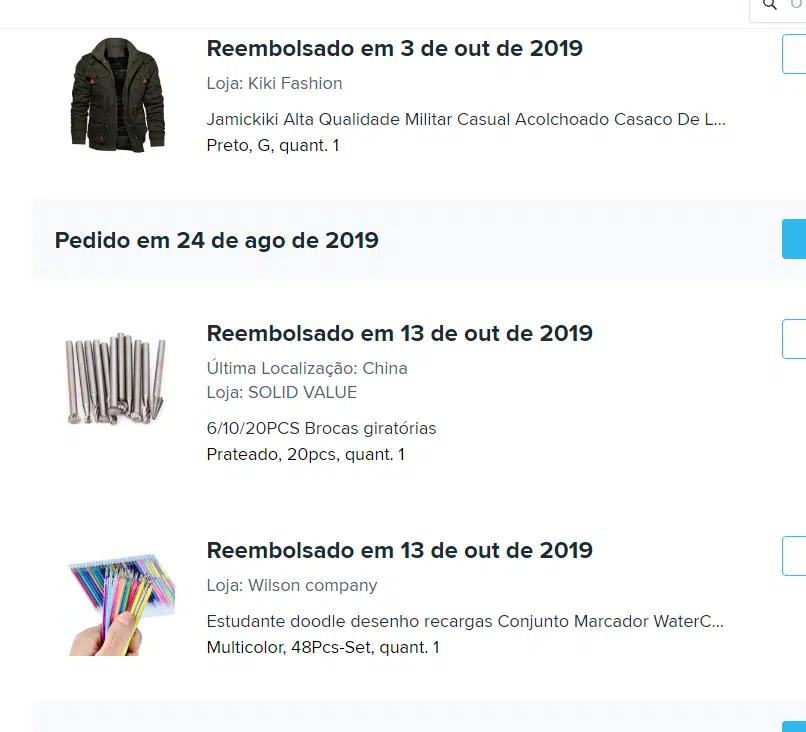 Reembolsado em 3 de out de 2019
Loja: Kiki Fashion
Jamickiki Alta Qualidade Militar Casual Acolchoado Casaco De L...
Preto, G, quant. 1
Pedido em 24 de ago de 2019
Reembolsado em 13 de out de 2019
Última Localização: China
Loja: SOLID VALUE
6/10/20PCS Brocas giratórias
Prateado, 20pcs, quant. 1
Reembolsado em 13 de out de 2019
Loja: Wilson company
Estudante doodle desenho recargas Conjunto Marcador WaterC...
Multicolor, 48Pcs-Set, quant. 1